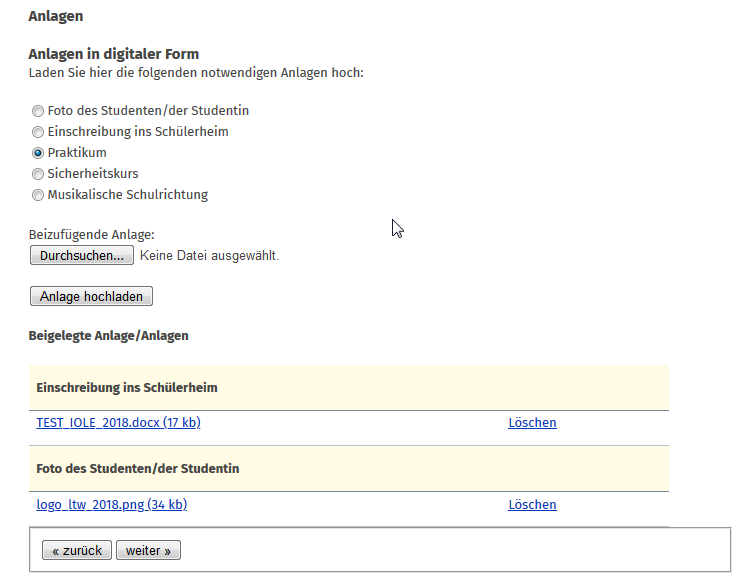 Anlagen
Anlagen in digitaler Form
Laden Sie hier die folgenden notwendigen Anlagen hoch:
Foto des Studenten/der Studentin
Einschreibung ins Schülerheim
Praktikum
Sicherheitskurs
Musikalische Schulrichtung
Beizufügende Anlage:
Durchsuchen... Keine Datei ausgewählt.
Anlage hochladen
Beigelegte Anlage/Anlagen
Einschreibung ins Schülerheim
TEST_IOLE_2018.docx (17 kb) Löschen
Foto des Studenten/der Studentin
logo_ltw_2018.png (34 kb) Löschen
« zurück weiter »